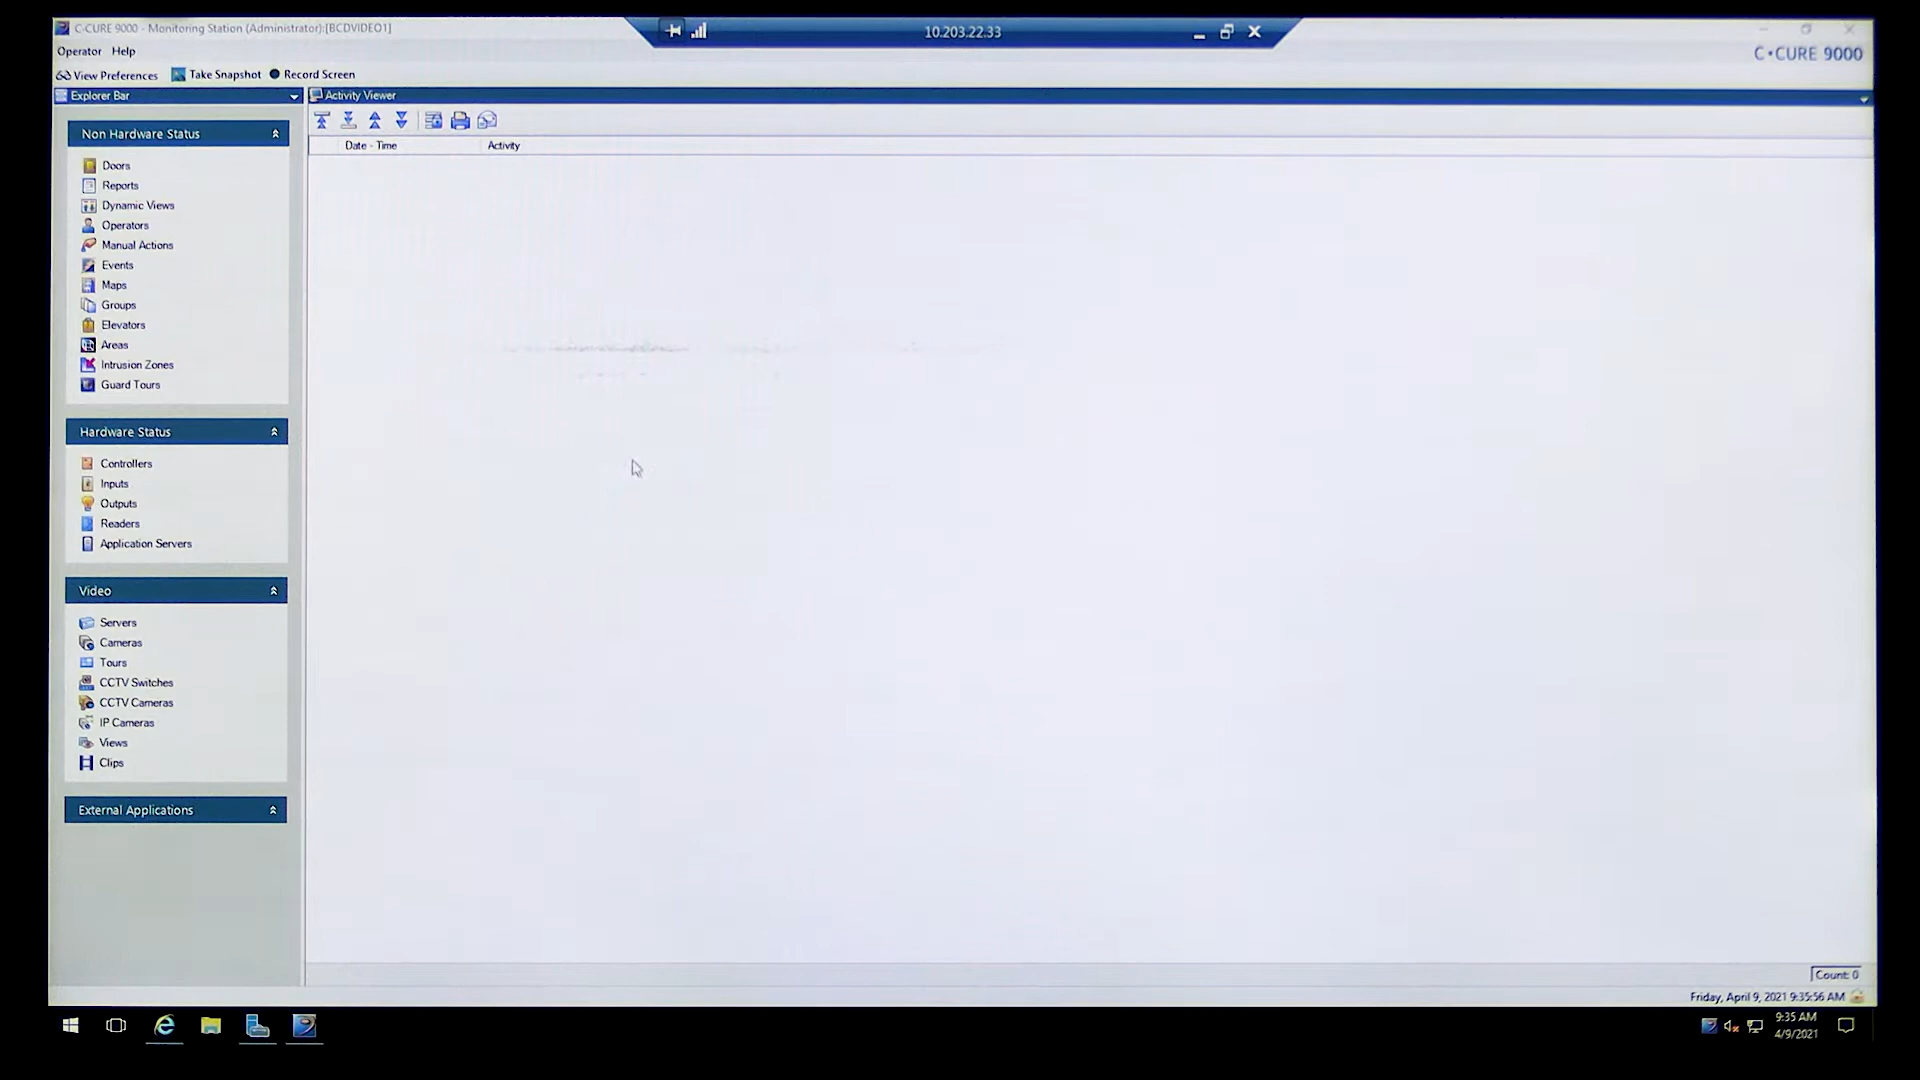 C•CURE 9000 - Monitoring Station (Administrator):[BCDVIDEO1]
10.203.22.33
Operator Help
C•CURE 9000
View Preferences Take Snapshot Record Screen
Explorer Bar
Activity Viewer
Date - Time Activity
Non Hardware Status
Doors
Reports
Dynamic Views
Operators
Manual Actions
Events
Maps
Groups
Elevators
Areas
Intrusion Zones
Guard Tours
Hardware Status
Controllers
Inputs
Outputs
Readers
Application Servers
Video
Servers
Cameras
Tours
CCTV Switches
CCTV Cameras
IP Cameras
Views
Clips
External Applications
Count: 0
Friday, April 9, 2021 9:35:56 AM
9:35 AM
4/9/2021